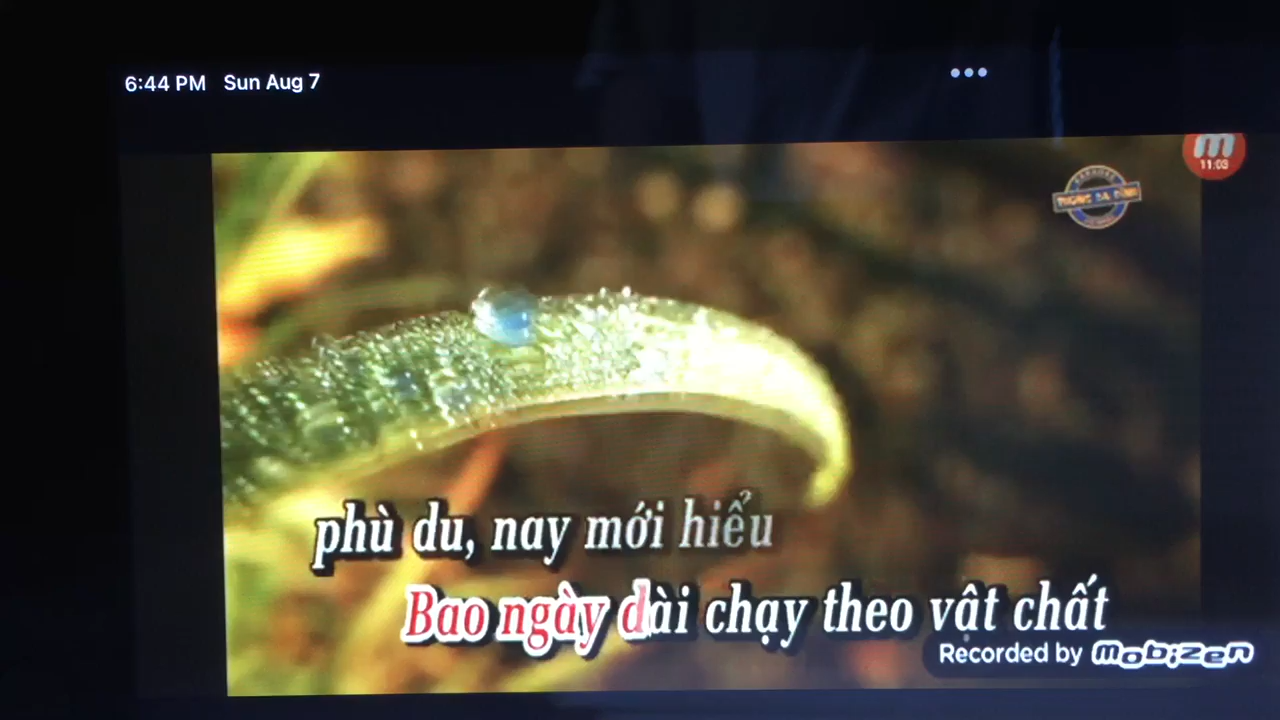 6:44 PM Sun Aug 7
11:03
KARAOKE
phù du, nay mới hiểu
Bao ngày dài chạy theo vật chất
Recorded by mobizen